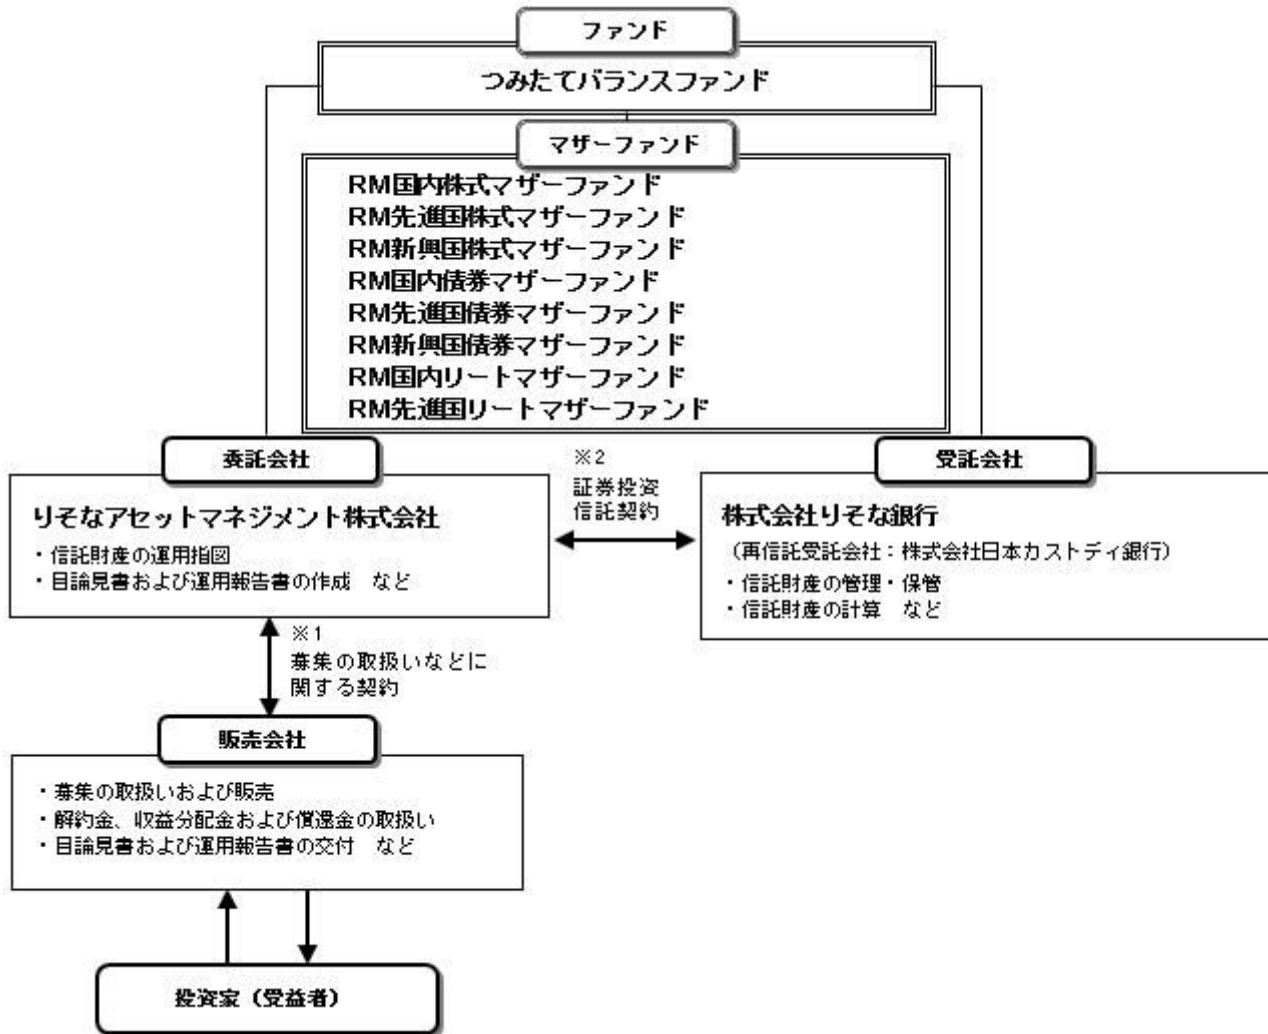 ファンド
つみたてバランスファンド
マザーファンド
RM国内株式マザーファンド
RM先進国株式マザーファンド
RM新興国株式マザーファンド
RM国内債券マザーファンド
RM先進国債券マザーファンド
RM新興国債券マザーファンド
RM国内リートマザーファンド
RM先進国リートマザーファンド
委託会社
りそなアセットマネジメント株式会社
・信託財産の運用指図
・目論見書および運用報告書の作成　など
※2
証券投資
信託契約
受託会社
株式会社りそな銀行
（再信託受託会社：株式会社日本カストディ銀行）
・信託財産の管理・保管
・信託財産の計算　など
※1
募集の取扱いなどに
関する契約
販売会社
・募集の取扱いおよび販売
・解約金、収益分配金および償還金の取扱い
・目論見書および運用報告書の交付　など
投資家（受益者）